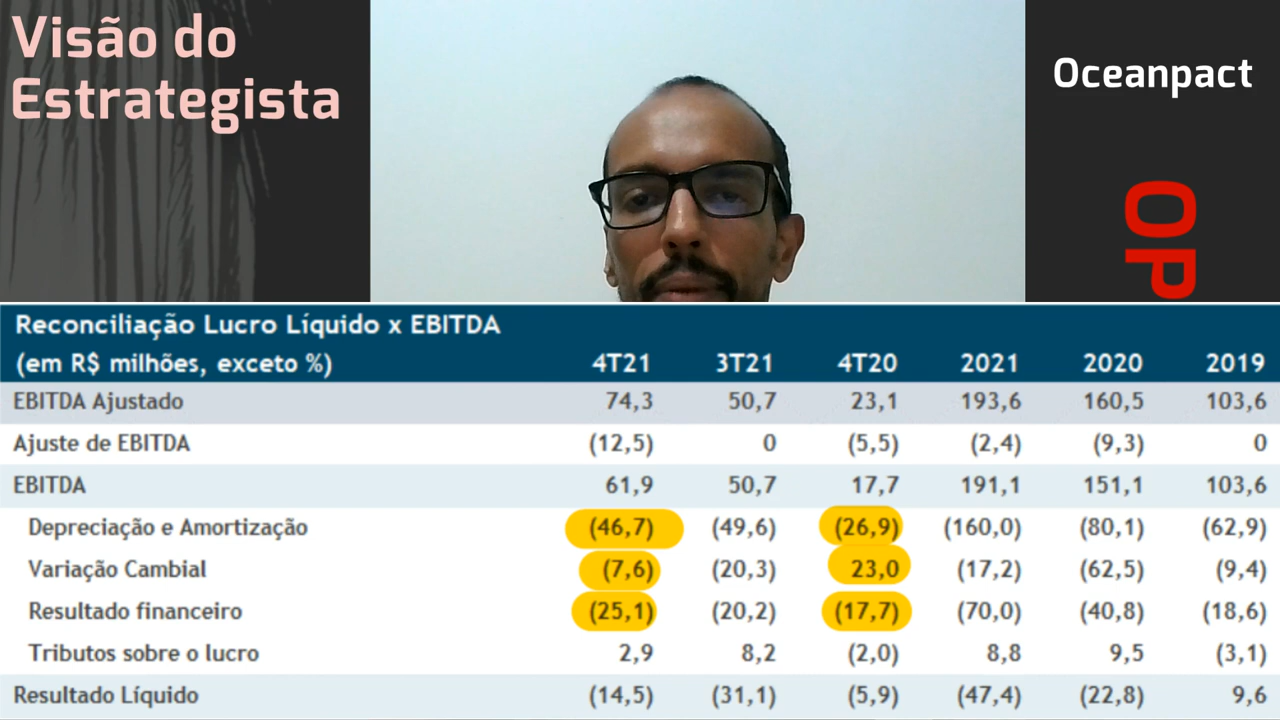 Visão do
Estrategista
Oceanpact
OP
Reconciliação Lucro Líquido x EBITDA
(em R$ milhões, exceto %) 4T21 3T21 4T20 2021 2020 2019
EBITDA Ajustado 74,3 50,7 23,1 193,6 160,5 103,6
Ajuste de EBITDA (12,5) 0 (5,5) (2,4) (9,3) 0
EBITDA 61,9 50,7 17,7 191,1 151,1 103,6
Depreciação e Amortização (46,7) (49,6) (26,9) (160,0) (80,1) (62,9)
Variação Cambial (7,6) (20,3) 23,0 (17,2) (62,5) (9,4)
Resultado financeiro (25,1) (20,2) (17,7) (70,0) (40,8) (18,6)
Tributos sobre o lucro 2,9 8,2 (2,0) 8,8 9,5 (3,1)
Resultado Líquido (14,5) (31,1) (5,9) (47,4) (22,8) 9,6